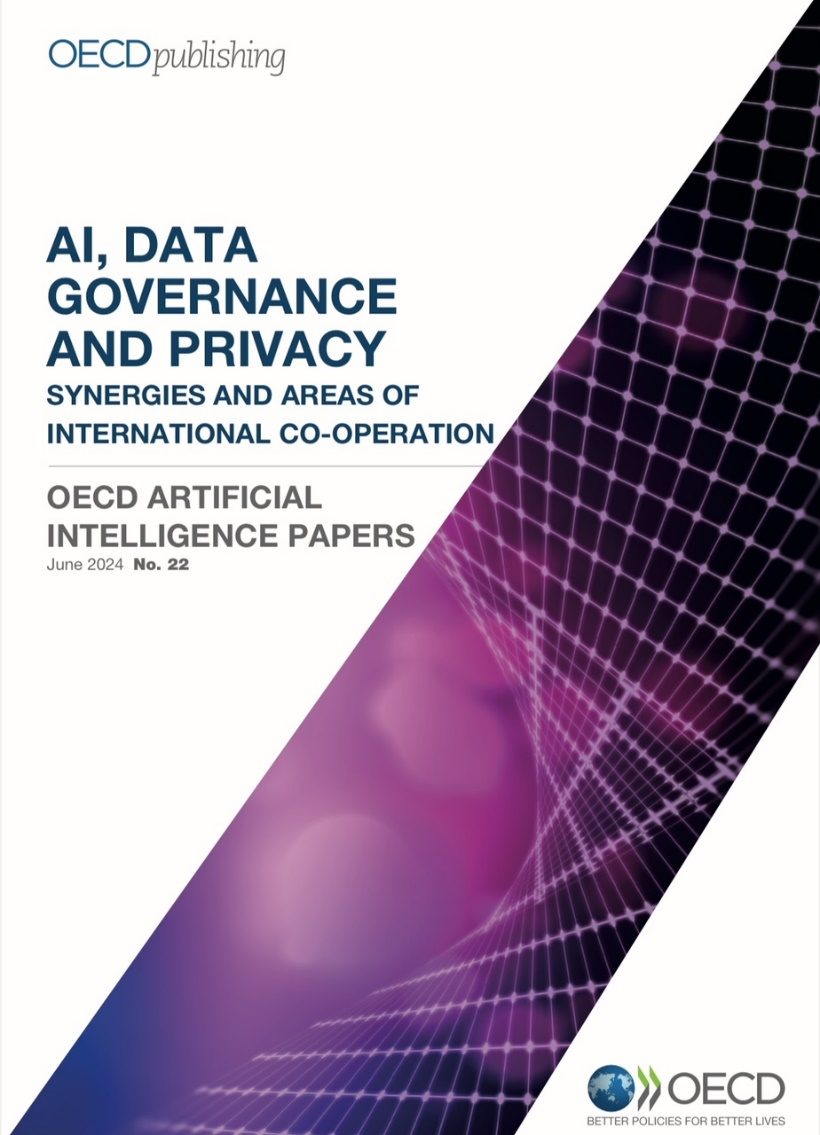 OECDpublishing
AI, DATA
GOVERNANCE
AND PRIVACY
SYNERGIES AND AREAS OF
INTERNATIONAL CO-OPERATION
OECD ARTIFICIAL
INTELLIGENCE PAPERS
June 2024 No. 22
OECD
BETTER POLICIES FOR BETTER LIVES